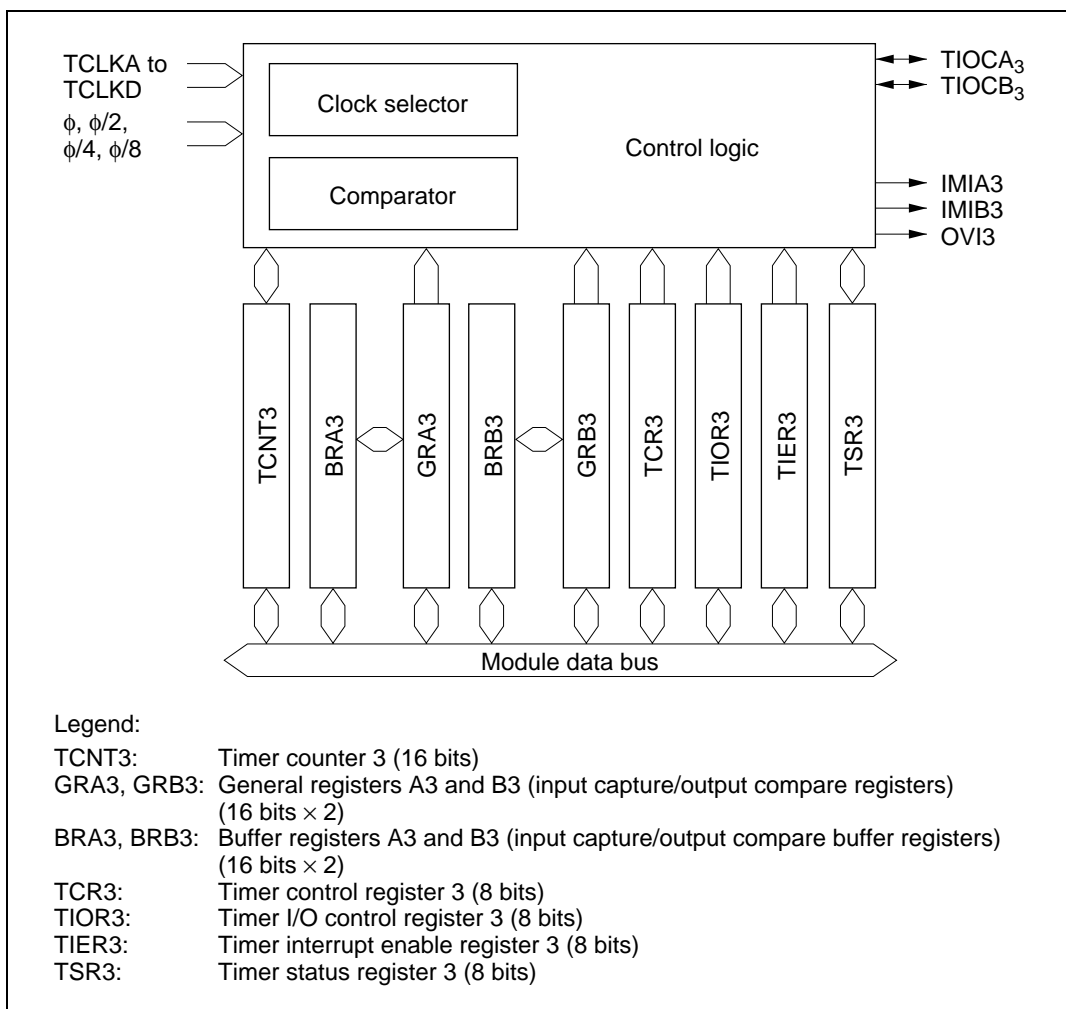 TCLKA to
TCLKD
ϕ, ϕ/2,
ϕ/4, ϕ/8
Clock selector
Comparator
Control logic
TIOCA3
TIOCB3
IMIA3
IMIB3
OVI3
TCNT3
BRA3
GRA3
BRB3
GRB3
TCR3
TIOR3
TIER3
TSR3
Module data bus
Legend:
TCNT3: Timer counter 3 (16 bits)
GRA3, GRB3: General registers A3 and B3 (input capture/output compare registers)
(16 bits × 2)
BRA3, BRB3: Buffer registers A3 and B3 (input capture/output compare buffer registers)
(16 bits × 2)
TCR3: Timer control register 3 (8 bits)
TIOR3: Timer I/O control register 3 (8 bits)
TIER3: Timer interrupt enable register 3 (8 bits)
TSR3: Timer status register 3 (8 bits)